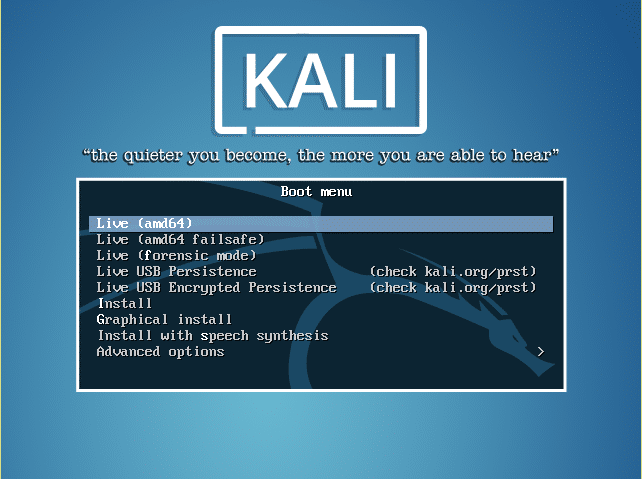 KALI
“the quieter you become, the more you are able to hear”
Boot menu
Live (amd64)
Live (amd64 failsafe)
Live (forensic mode)
Live USB Persistence (check kali.org/prst)
Live USB Encrypted Persistence (check kali.org/prst)
Install
Graphical install
Install with speech synthesis
Advanced options >